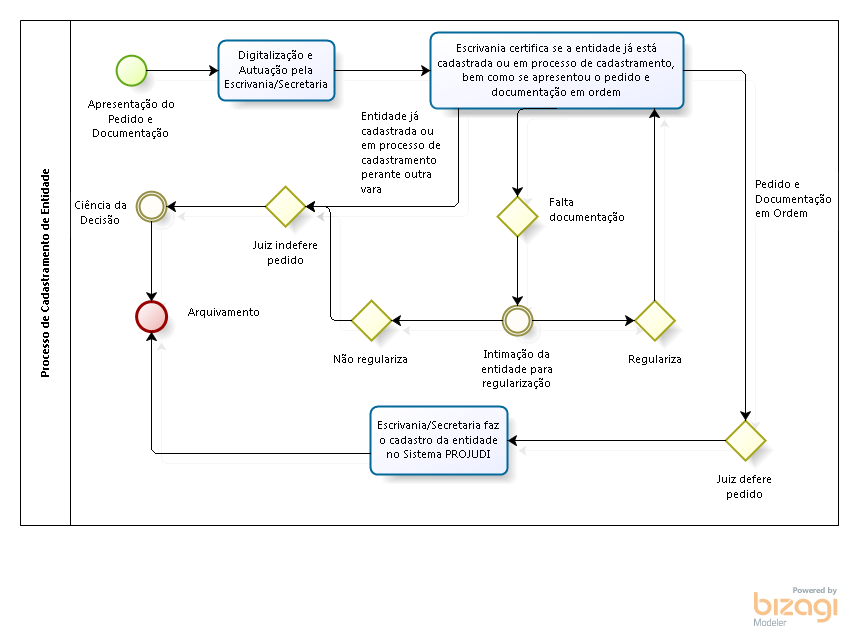 Processo de Cadastramento de Entidade
Apresentação do
Pedido e
Documentação
Digitalização e
Autuação pela
Escrivania/Secretaria
Escrivania certifica se a entidade já está
cadastrada ou em processo de cadastramento,
bem como se apresentou o pedido e
documentação em ordem
Entidade já
cadastrada ou
em processo de
cadastramento
perante outra
vara
Pedido e
Documentação
em Ordem
Falta
documentação
Ciência da
Decisão
Juiz indefere
pedido
Arquivamento
Não regulariza
Intimação da
entidade para
regularização
Regulariza
Escrivania/Secretaria faz
o cadastro da entidade
no Sistema PROJUDI
Juiz defere
pedido
Powered by
bizagi
Modeler